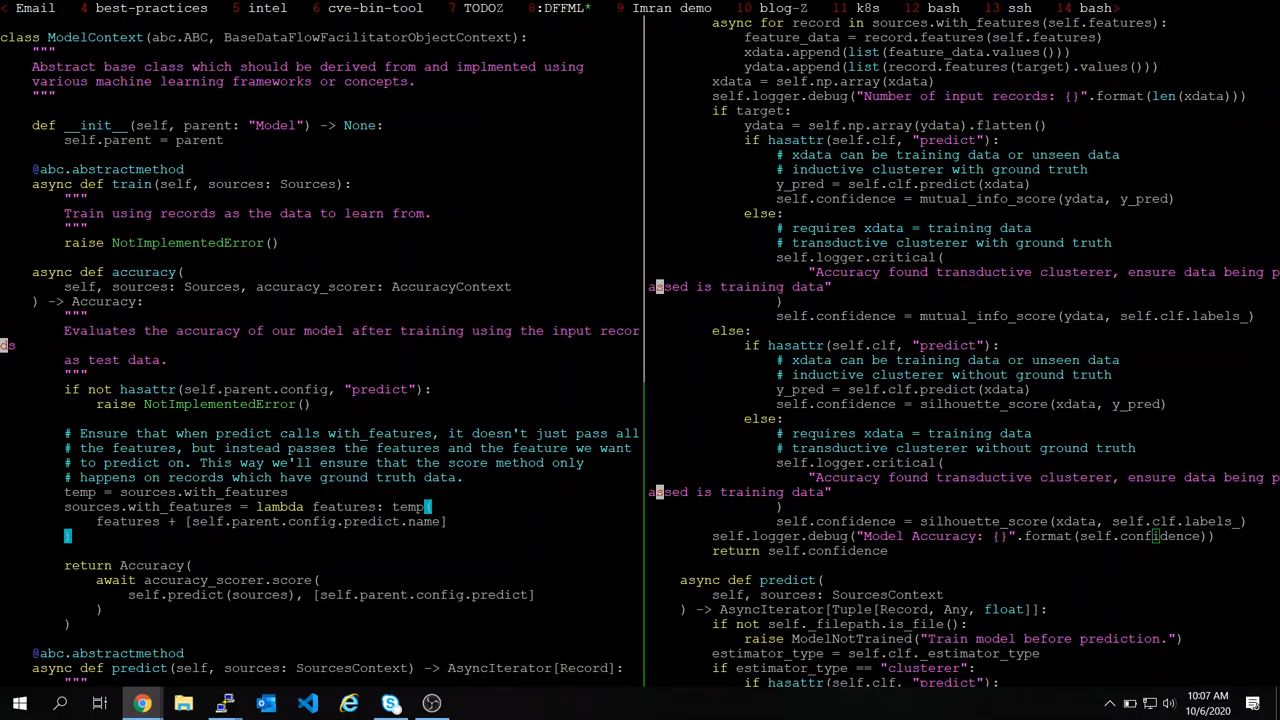 < Email    4 best-practices    5 intel    6 cve-bin-tool    7 TODOZ    8:DFFML*    9 Imran demo    10 blog-Z    11 k8s    12 bash    13 ssh    14 bash>
class ModelContext(abc.ABC, BaseDataFlowFacilitatorObjectContext):
"""
Abstract base class which should be derived from and implmented using
various machine learning frameworks or concepts.
"""
def __init__(self, parent: "Model") -> None:
self.parent = parent
@abc.abstractmethod
async def train(self, sources: Sources):
"""
Train using records as the data to learn from.
"""
raise NotImplementedError()
async def accuracy(
self, sources: Sources, accuracy_scorer: AccuracyContext
) -> Accuracy:
"""
Evaluates the accuracy of our model after training using the input recor
ds
as test data.
"""
if not hasattr(self.parent.config, "predict"):
raise NotImplementedError()
# Ensure that when predict calls with_features, it doesn't just pass all
# the features, but instead passes the features and the feature we want
# to predict on. This way we'll ensure that the score method only
# happens on records which have ground truth data.
temp = sources.with_features
sources.with_features = lambda features: temp(
features + [self.parent.config.predict.name]
)
return Accuracy(
await accuracy_scorer.score(
self.predict(sources), [self.parent.config.predict]
)
)
@abc.abstractmethod
async def predict(self, sources: SourcesContext) -> AsyncIterator[Record]:
"""
async for record in sources.with_features(self.features):
feature_data = record.features(self.features)
xdata.append(list(feature_data.values()))
ydata.append(list(record.features(target).values()))
xdata = self.np.array(xdata)
self.logger.debug("Number of input records: {}".format(len(xdata)))
if target:
ydata = self.np.array(ydata).flatten()
if hasattr(self.clf, "predict"):
# xdata can be training data or unseen data
# inductive clusterer with ground truth
y_pred = self.clf.predict(xdata)
self.confidence = mutual_info_score(ydata, y_pred)
else:
# requires xdata = training data
# transductive clusterer with ground truth
self.logger.critical(
"Accuracy found transductive clusterer, ensure data being p
assed is training data"
)
self.confidence = mutual_info_score(ydata, self.clf.labels_)
else:
if hasattr(self.clf, "predict"):
# xdata can be training data or unseen data
# inductive clusterer without ground truth
y_pred = self.clf.predict(xdata)
self.confidence = silhouette_score(xdata, y_pred)
else:
# requires xdata = training data
# transductive clusterer without ground truth
self.logger.critical(
"Accuracy found transductive clusterer, ensure data being p
assed is training data"
)
self.confidence = silhouette_score(xdata, self.clf.labels_)
self.logger.debug("Model Accuracy: {}".format(self.confidence))
return self.confidence
async def predict(
self, sources: SourcesContext
) -> AsyncIterator[Tuple[Record, Any, float]]:
if not self._filepath.is_file():
raise ModelNotTrained("Train model before prediction.")
estimator_type = self.clf._estimator_type
if estimator_type == "clusterer":
if hasattr(self.clf, "predict"):
10:07 AM
10/6/2020